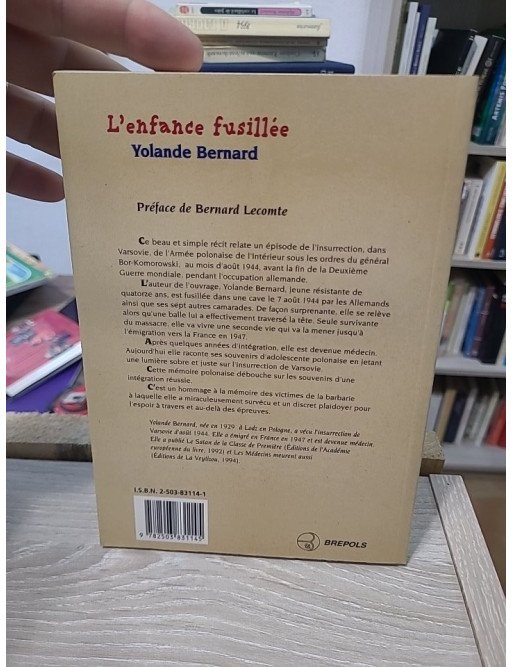 L'enfance fusillée
Yolande Bernard
Préface de Bernard Lecomte
Ce beau et simple récit relate un épisode de l'Insurrection, dans
Varsovie, de l'Armée polonaise de l'Intérieur sous les ordres du général
Bor-Komorowski, au mois d'août 1944, avant la fin de la Deuxième
Guerre mondiale, pendant l'occupation allemande.
L'auteur de l'ouvrage, Yolande Bernard, jeune résistante de
quatorze ans, est fusillée dans une cave le 7 août 1944 par les Allemands
ainsi que ses sept autres camarades. De façon surprenante, elle se relève
alors qu'une balle lui a effectivement traversé la tête. Seule survivante
du massacre, elle va vivre une seconde vie qui va la mener jusqu'à
l'émigration vers la France en 1947.
Après quelques années d'intégration, elle est devenue médecin.
Aujourd'hui elle raconte ses souvenirs d'adolescente polonaise en jetant
une lumière sobre et juste sur l'insurrection de Varsovie.
Cette mémoire polonaise débouche sur les souvenirs d'une
intégration réussie.
C'est un hommage à la mémoire des victimes de la barbarie
à laquelle elle a miraculeusement survécu et un discret plaidoyer pour
l'espoir à travers et au-delà des épreuves.
Yolande Bernard, née en 1929, à Lodz en Pologne, a vécu l'insurrection de
Varsovie d'août 1944. Elle a émigré en France en 1947 et est devenue médecin.
Elle a publié Le Satan de la Classe de Première (Éditions de l'Académie
européenne du livre, 1992) et Les Médecins meurent aussi
(Éditions de La Veytizou, 1994).
I.S.B.N. 2-503-83114-1
9 782503 831145
BREPOLS